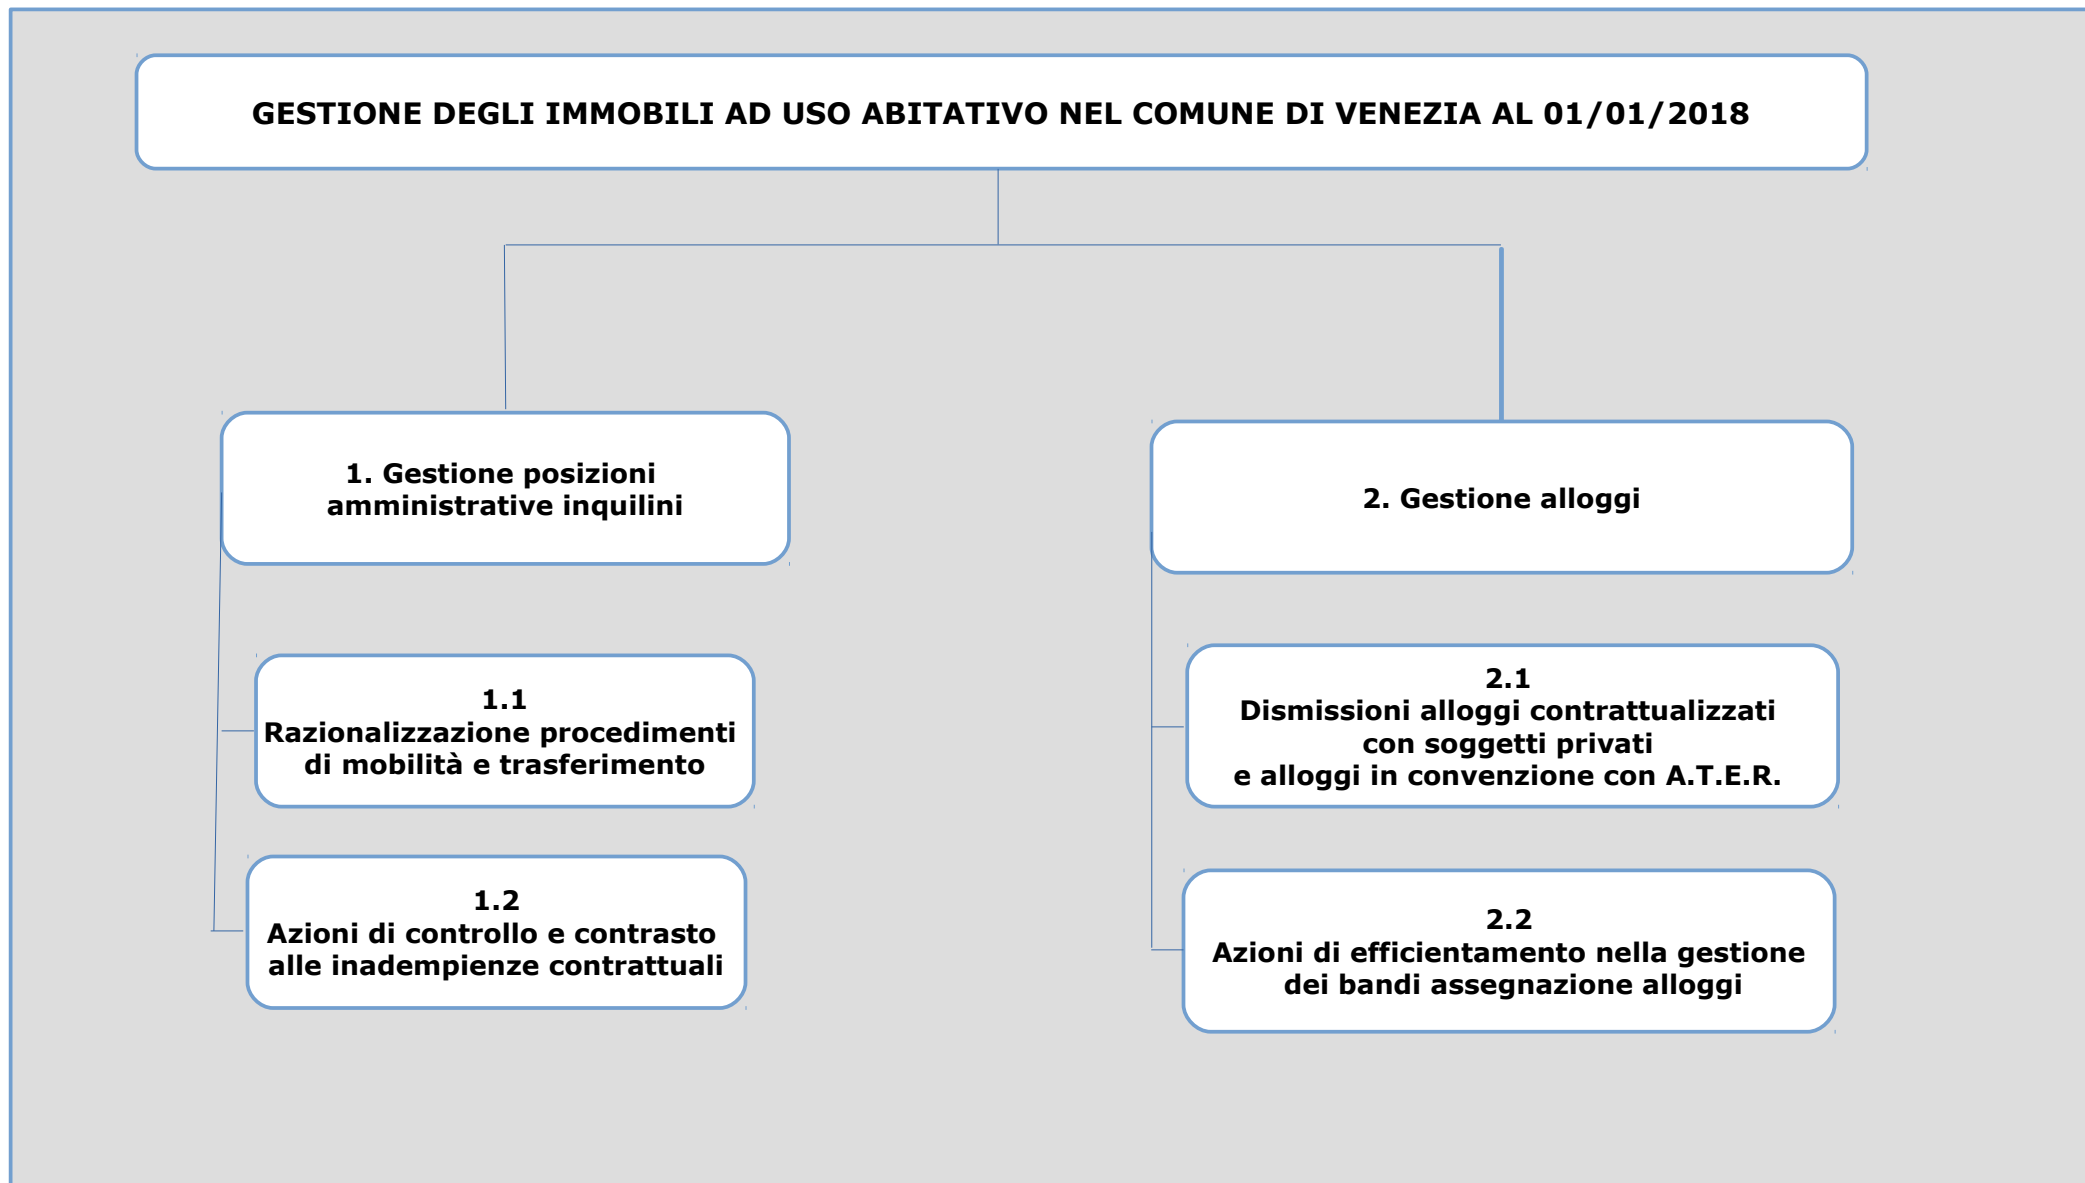 GESTIONE DEGLI IMMOBILI AD USO ABITATIVO NEL COMUNE DI VENEZIA AL 01/01/2018
1. Gestione posizioni
amministrative inquilini
1.1
Razionalizzazione procedimenti
di mobilità e trasferimento
1.2
Azioni di controllo e contrasto
alle inadempienze contrattuali
2. Gestione alloggi
2.1
Dismissioni alloggi contrattualizzati
con soggetti privati
e alloggi in convenzione con A.T.E.R.
2.2
Azioni di efficientamento nella gestione
dei bandi assegnazione alloggi